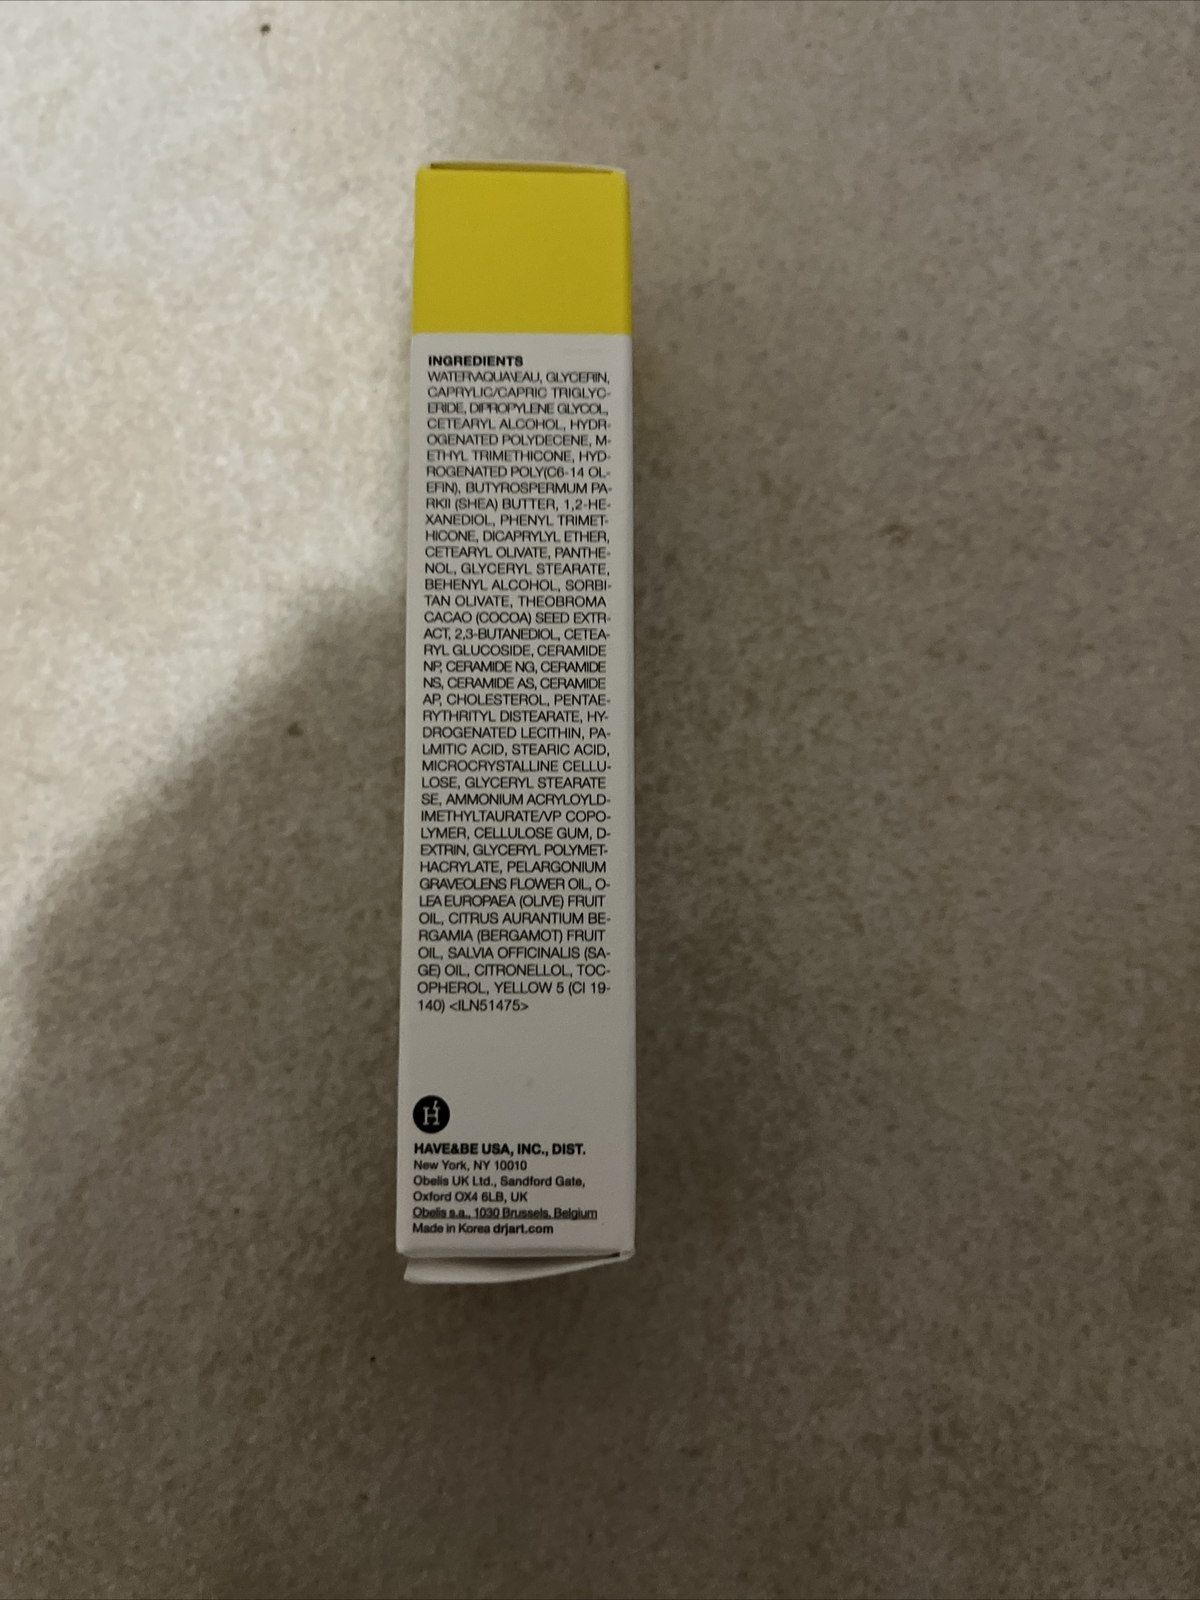 INGREDIENTS
WATER\AQUA\EAU, GLYCERIN,
CAPRYLIC/CAPRIC TRIGLYC-
ERIDE, DIPROPYLENE GLYCOL,
CETEARYL ALCOHOL, HYDR-
OGENATED POLYDECENE, M-
ETHYL TRIMETHICONE, HYD-
ROGENATED POLY(C6-14 OL-
EFIN), BUTYROSPERMUM PA-
RKII (SHEA) BUTTER, 1,2-HE-
XANEDIOL, PHENYL TRIMET-
HICONE, DICAPRYLYL ETHER,
CETEARYL OLIVATE, PANTHE-
NOL, GLYCERYL STEARATE,
BEHENYL ALCOHOL, SORBI-
TAN OLIVATE, THEOBROMA
CACAO (COCOA) SEED EXTR-
ACT, 2,3-BUTANEDIOL, CETEA-
RYL GLUCOSIDE, CERAMIDE
NP, CERAMIDE NG, CERAMIDE
NS, CERAMIDE AS, CERAMIDE
AP, CHOLESTEROL, PENTAE-
RYTHRITYL DISTEARATE, HY-
DROGENATED LECITHIN, PA-
LMITIC ACID, STEARIC ACID,
MICROCRYSTALLINE CELLU-
LOSE, GLYCERYL STEARATE
SE, AMMONIUM ACRYLOYLD-
IMETHYLTAURATE/VP COPO-
LYMER, CELLULOSE GUM, D-
EXTRIN, GLYCERYL POLYMET-
HACRYLATE, PELARGONIUM
GRAVEOLENS FLOWER OIL, O-
LEA EUROPAEA (OLIVE) FRUIT
OIL, CITRUS AURANTIUM BE-
RGAMIA (BERGAMOT) FRUIT
OIL, SALVIA OFFICINALIS (SA-
GE) OIL, CITRONELLOL, TOC-
OPHEROL, YELLOW 5 (CI 19-
140) <ILN51475>
H
HAVE&BE USA, INC., DIST.
New York, NY 10010
Obelis UK Ltd., Sandford Gate,
Oxford OX4 6LB, UK
Obelis s.a., 1030 Brussels, Belgium
Made in Korea drjart.com